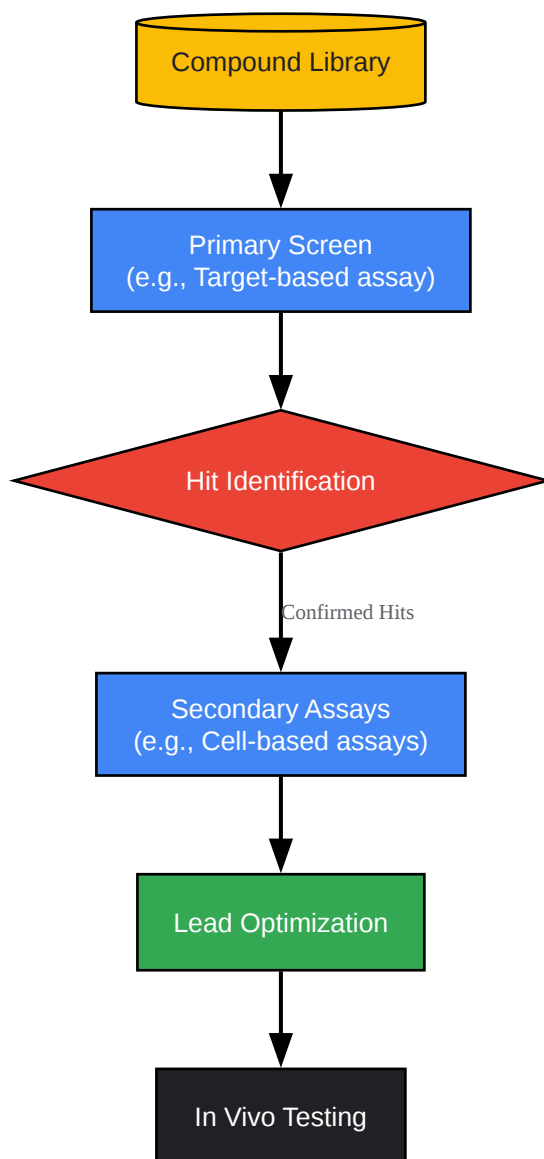 Compound Library
Primary Screen
(e.g., Target-based assay)
Hit Identification
Confirmed Hits
Secondary Assays
(e.g., Cell-based assays)
Lead Optimization
In Vivo Testing